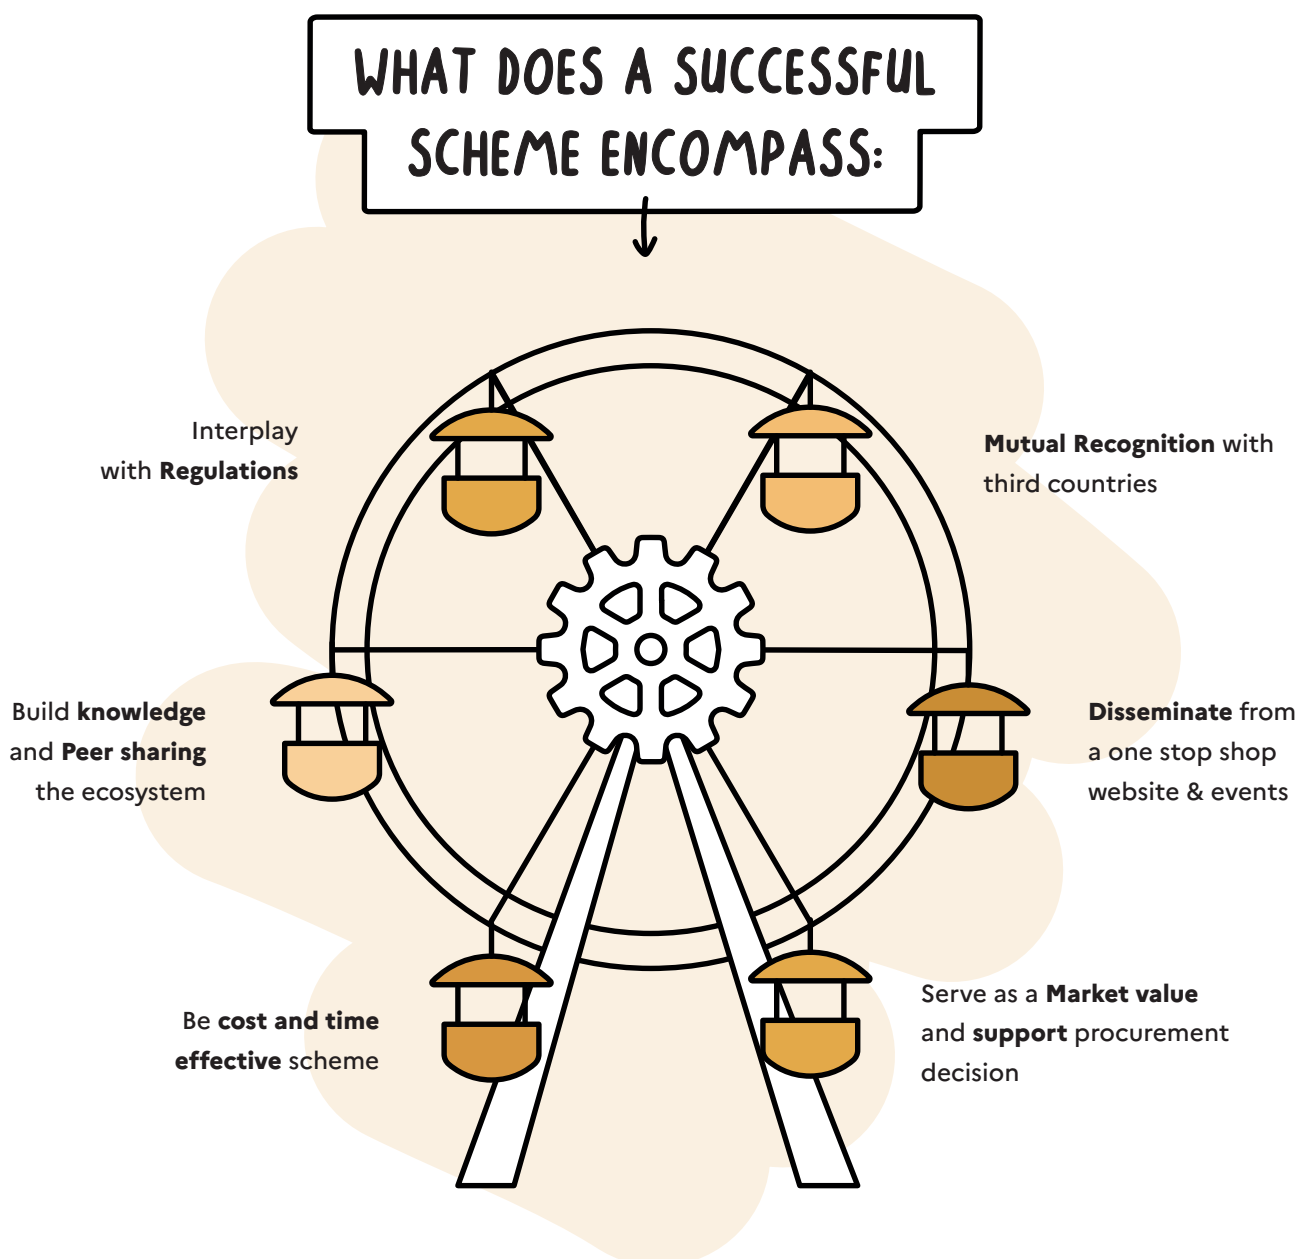 WHAT DOES A SUCCESSFUL
SCHEME ENCOMPASS:
Interplay
with Regulations
Mutual Recognition with
third countries
Build knowledge
and Peer sharing
the ecosystem
Disseminate from
a one stop shop
website & events
Be cost and time
effective scheme
Serve as a Market value
and support procurement
decision